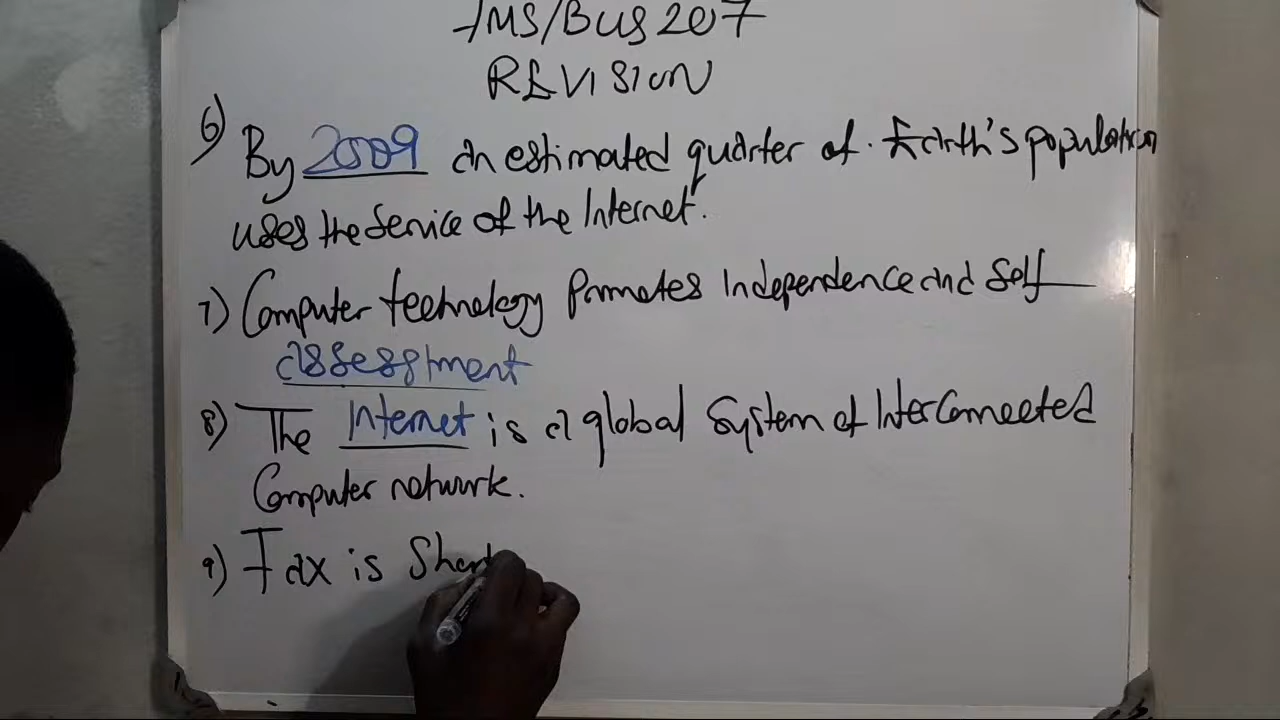 IMS/BUS 207
REVISION
6) By 2009 an estimated quarter of Earth's population
uses the Service of the Internet.
7) Computer technology Promotes Independence and Self
assessment
8) The Internet is a global System of Interconnected
Computer network.
9) Fax is Short